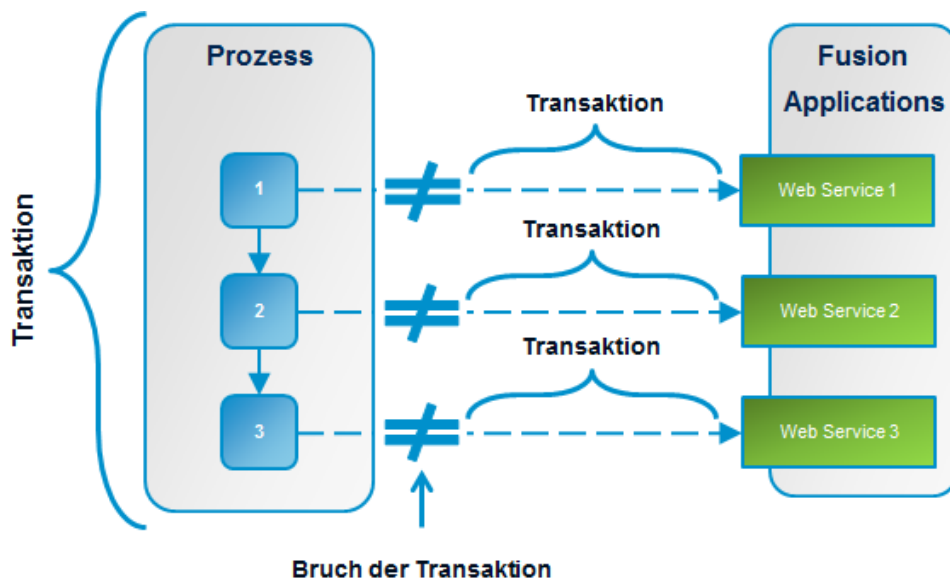 Prozess
Fusion
Applications
Transaktion
1
Web Service 1
Transaktion
Transaktion
2
Web Service 2
Transaktion
3
Web Service 3
Bruch der Transaktion